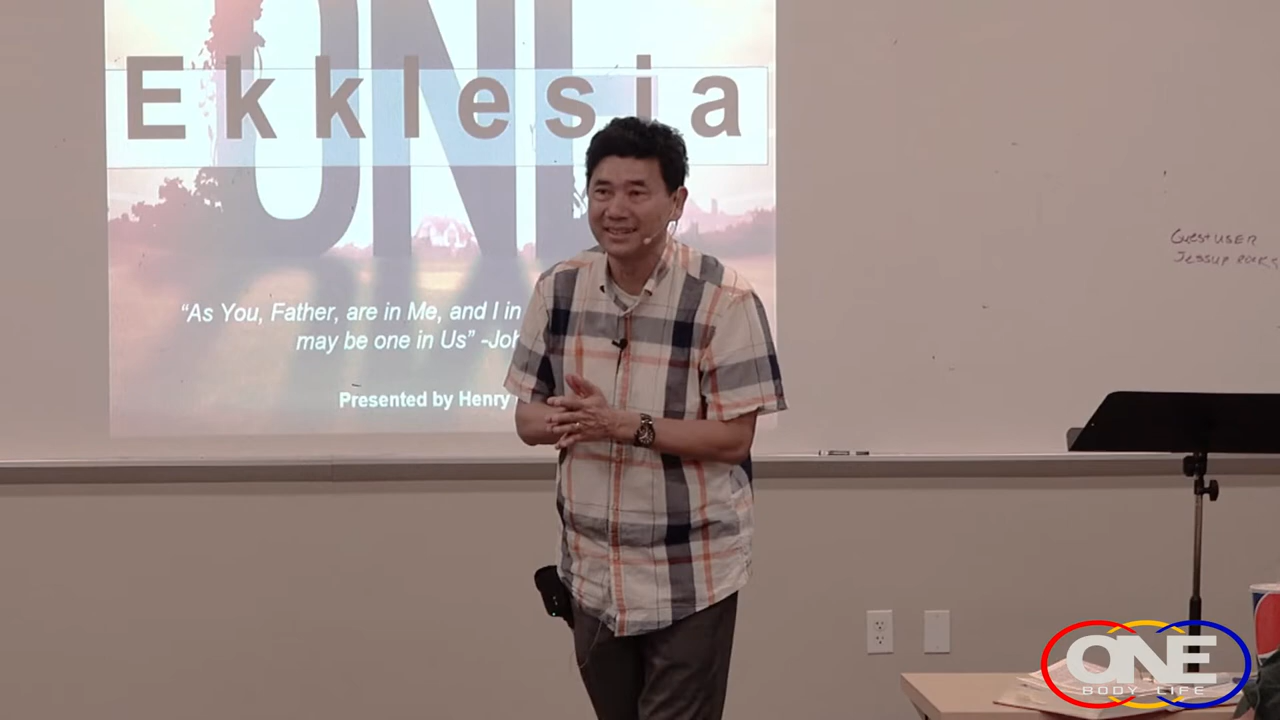 ONE
Ekklesia
“As You, Father, are in Me, and I in
may be one in Us” -Joh
Presented by Henry
Guest USER
Jessup rocks
ONE
BODY LIFE